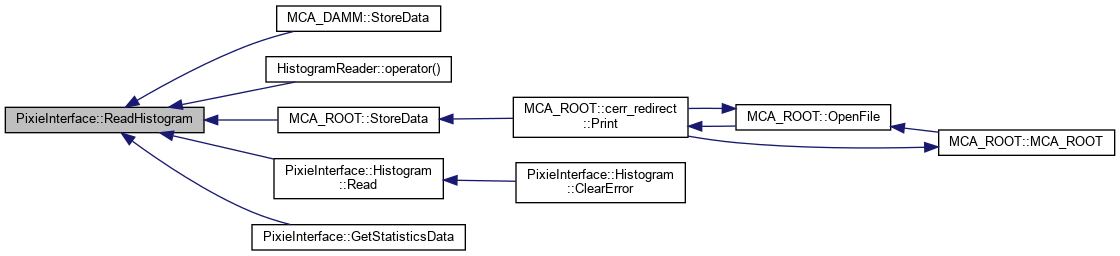 MCA_DAMM::StoreData
HistogramReader::operator()
PixieInterface::ReadHistogram
MCA_ROOT::StoreData
MCA_ROOT::cerr_redirect
::Print
MCA_ROOT::OpenFile
MCA_ROOT::MCA_ROOT
PixieInterface::Histogram
::Read
PixieInterface::Histogram
::ClearError
PixieInterface::GetStatisticsData